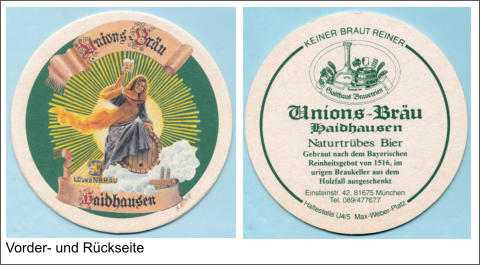 Unions-Bräu
LÖWENBRÄU
Haidhausen
KEINER BRAUT REINER
Gasthaus Brauereien
Unions-Bräu
Haidhausen
Naturtrübes Bier
Gebraut nach dem Bayerischen
Reinheitsgebot von 1516, im
urigen Braukeller aus dem
Holzfaß ausgeschenkt
Einsteinstr. 42, 81675 München
Tel. 089/477677
Haltestelle U4/5 Max-Weber-Platz
Vorder- und Rückseite